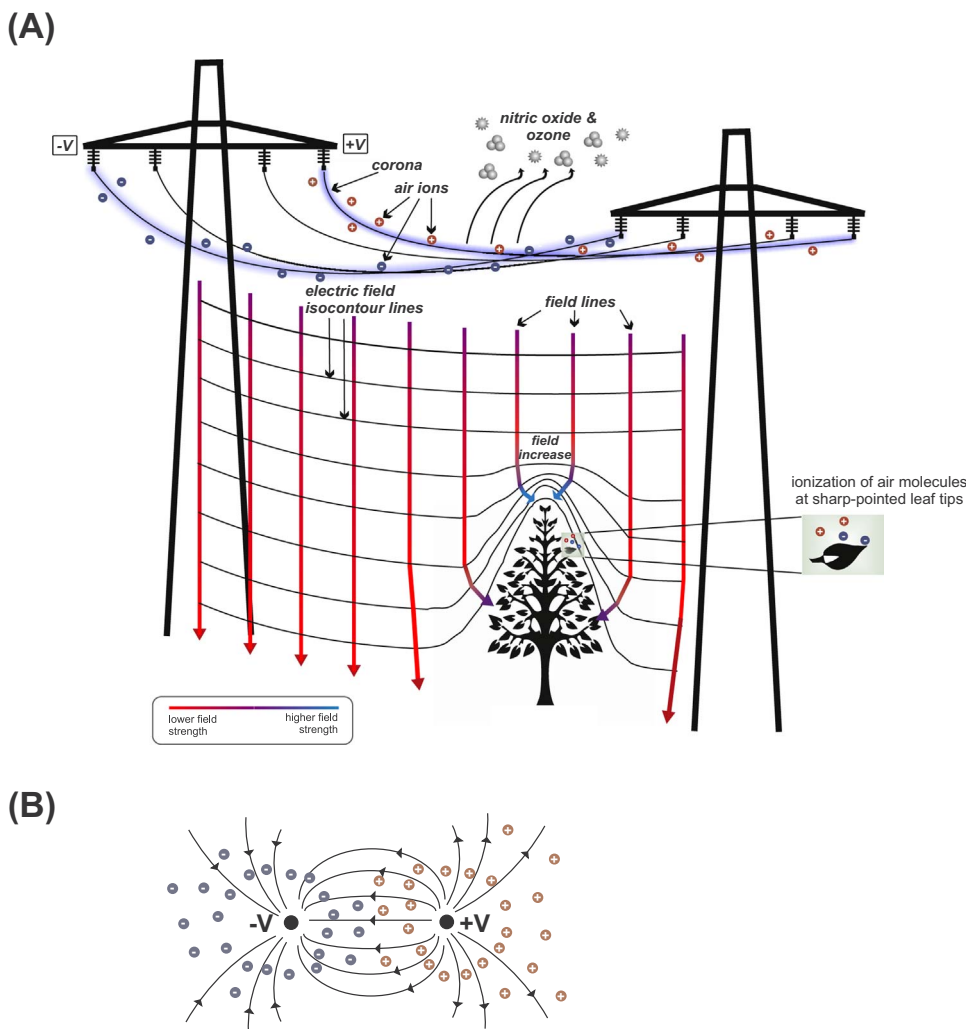 (A)
-V
+V
nitric oxide &
ozone
corona
air ions
electric field
isocontour lines
field lines
field
increase
ionization of air molecules
at sharp-pointed leaf tips
lower field
strength
higher field
strength
(B)
-V
+V